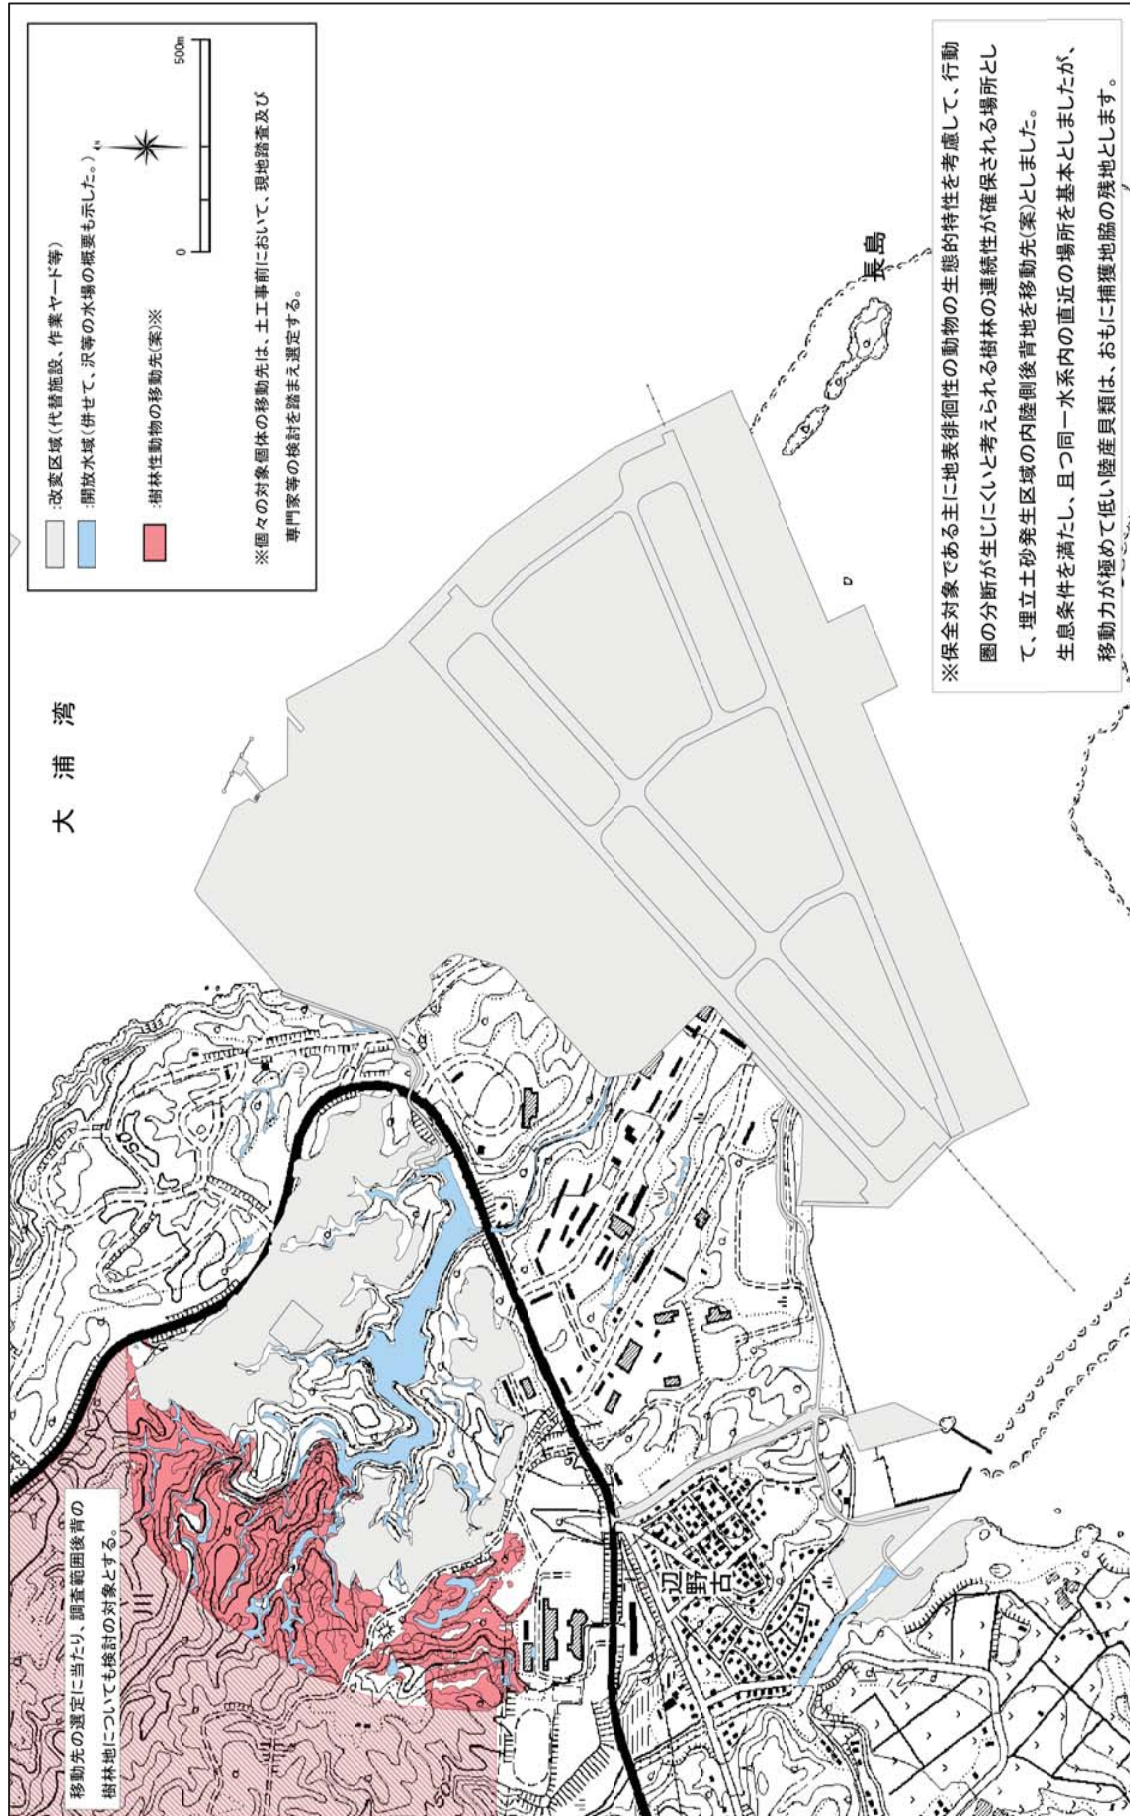 :改変区域(代替施設、作業ヤード等)
:開放水域(併せて、沢等の水場の概要も示した。)
:樹林性動物の移動先(案)※
※個々の対象個体の移動先は、土工事前において、現地踏査及び
専門家等の検討を踏まえ選定する。
N
0
500m
大浦湾
長島
移動先の選定に当たり、調査範囲後背の
樹林地についても検討の対象とする。
50
50
辺野古
※保全対象である主に地表徘徊性の動物の生態的特性を考慮して、行動
圏の分断が生じにくいと考えられる樹林の連続性が確保される場所とし
て、埋立土砂発生区域の内陸側後背地を移動先(案)としました。
生息条件を満たし、且つ同一水系内の直近の場所を基本としましたが、
移動力が極めて低い陸産貝類は、おもに捕獲地脇の残地とします。